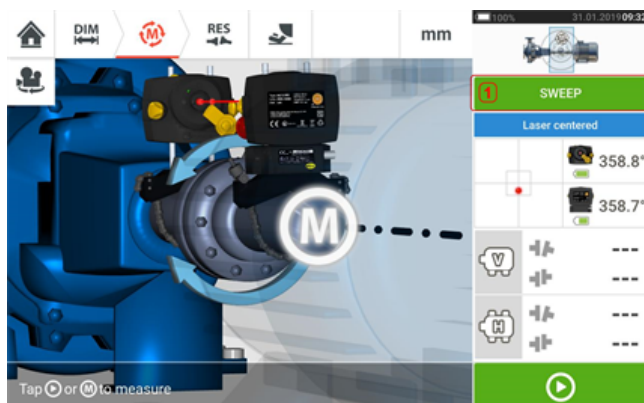 DIM
M
RES
mm
100%
31.01.2019 09:32
1
SWEEP
Laser centered
358.8°
358.7°
M
V
---
---
H
---
---
Tap or M to measure